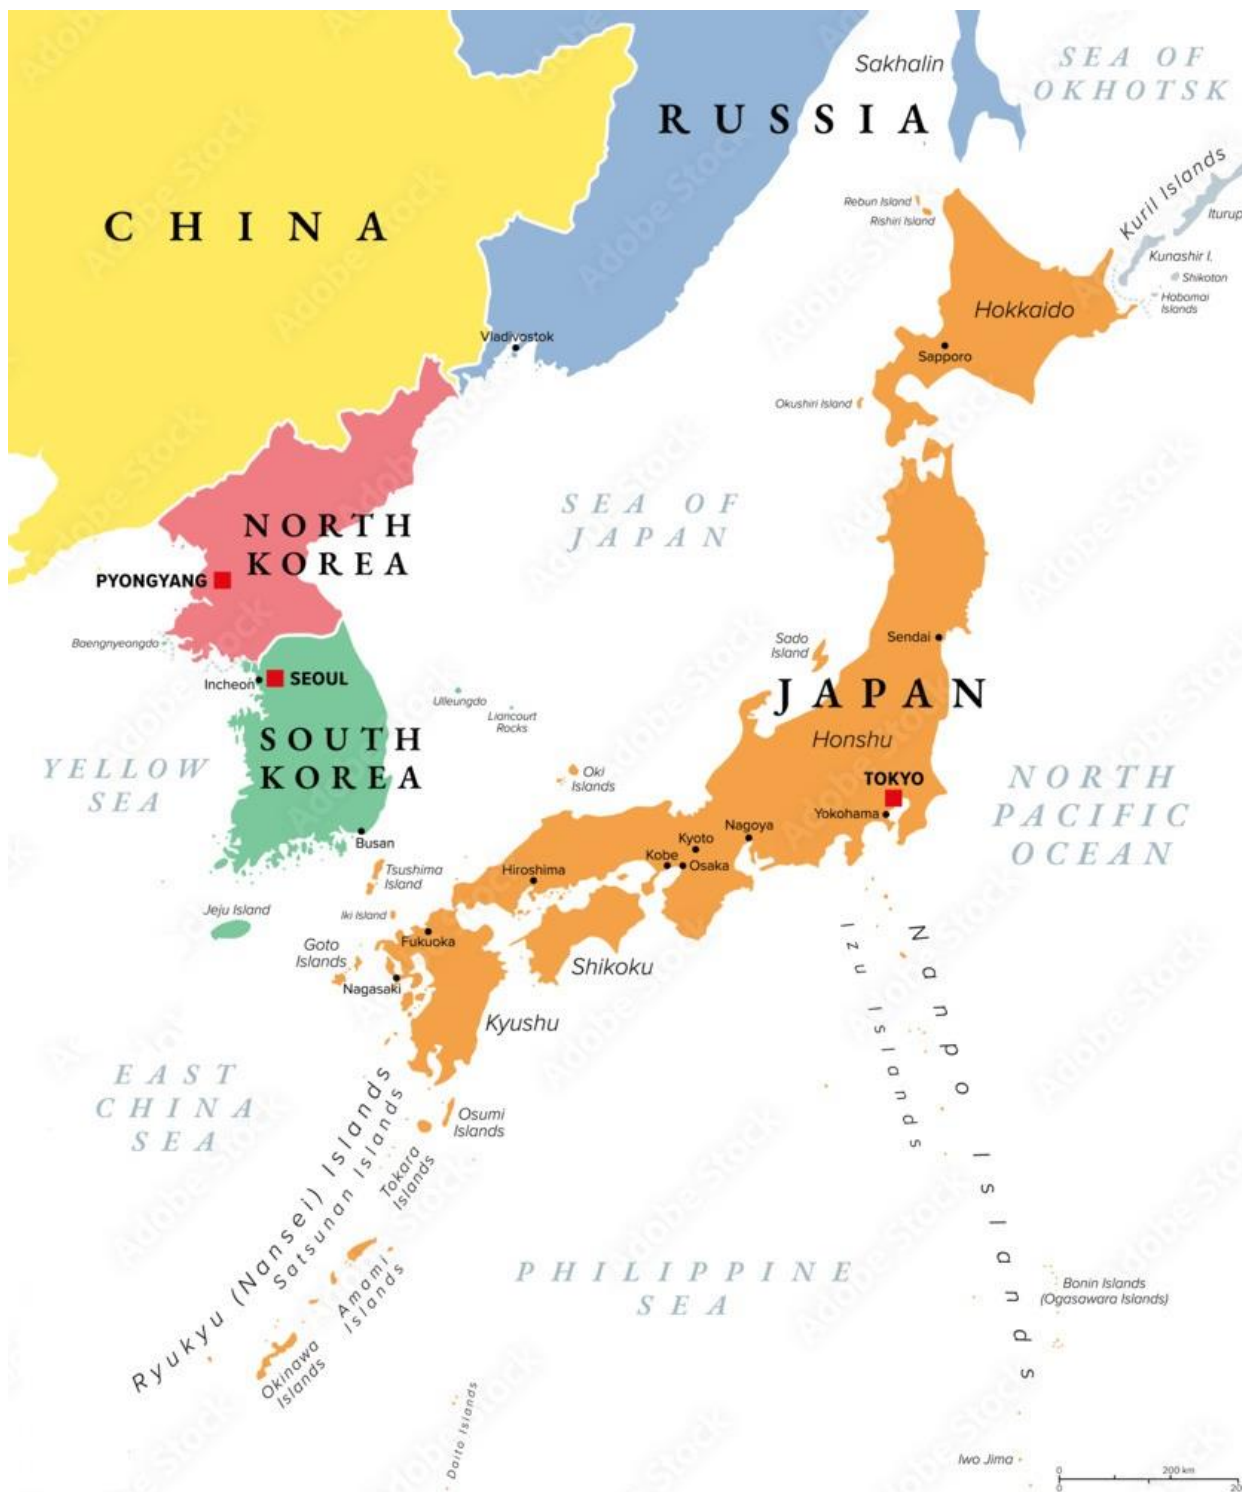 Sakhalin
SEA OF
OKHOTSK
RUSSIA
Kuril Islands
Rebun Island
Rishiri Island
Iturup
CHINA
Kunashir I.
Shikotan
Habomai
Islands
Hokkaido
Vladivostok
Sapporo
Okushiri Island
SEA OF
JAPAN
NORTH
KOREA
PYONGYANG
Baengnyeongdo
Sendai
Sado
Island
Incheon
SEOUL
Ulleungdo
Liancourt
Rocks
JAPAN
Honshu
SOUTH
KOREA
YELLOW
SEA
Oki
Islands
TOKYO
NORTH
PACIFIC
OCEAN
Yokohama
Nagoya
Kyoto
Kobe
Osaka
Busan
Hiroshima
Tsushima
Island
Jeju Island
Iki Island
Fukuoka
Goto
Islands
Nagasaki
Shikoku
Kyushu
Izu Islands
Nanpo Islands
EAST
CHINA
SEA
Osumi
Islands
Ryukyu (Nansei) Islands
Satsunan Islands
Tokara
Islands
Amami
Islands
Okinawa
Islands
PHILIPPINE
SEA
Bonin Islands
(Ogasawara Islands)
Daito Islands
Iwo Jima
0 200 km
0 20
Adobe Stock